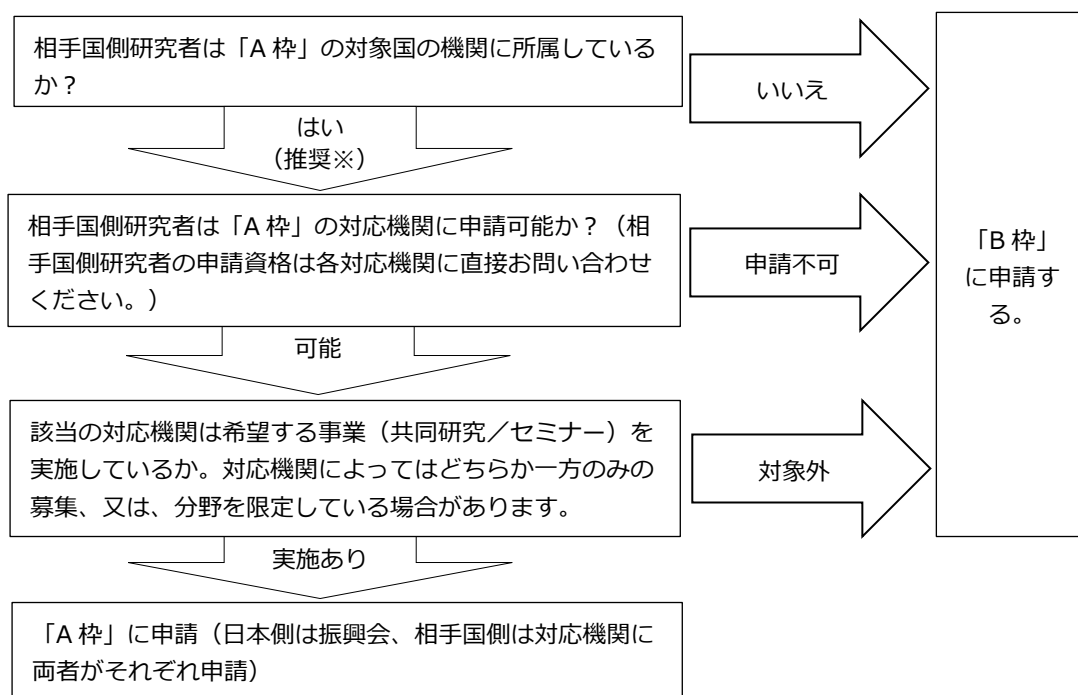 相手国側研究者は「A 枠」の対象国の機関に所属している
か？
いいえ
はい
（推奨※）
相手国側研究者は「A 枠」の対応機関に申請可能か？（相
手国側研究者の申請資格は各対応機関に直接お問い合わせ
ください。）
申請不可
可能
該当の対応機関は希望する事業（共同研究／セミナー）を
実施しているか。対応機関によってはどちらか一方のみの
募集、又は、分野を限定している場合があります。
対象外
実施あり
「A 枠」に申請（日本側は振興会、相手国側は対応機関に
両者がそれぞれ申請）
「B 枠」
に申請す
る。